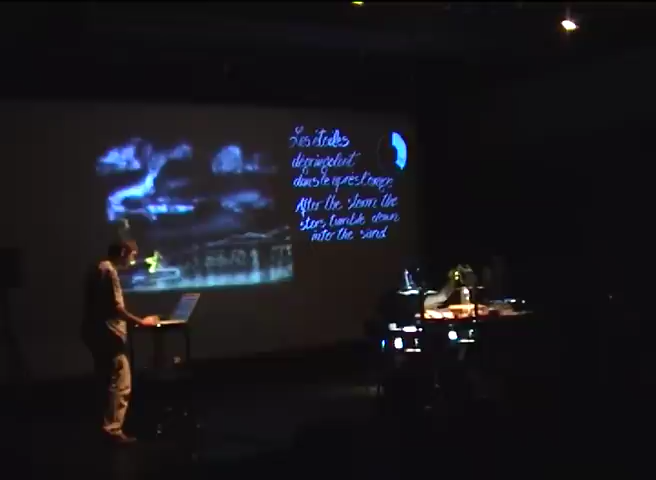 Les étoiles
dégringolent
dans le après l'orage
After the storm the
stars tumble down
into the sand